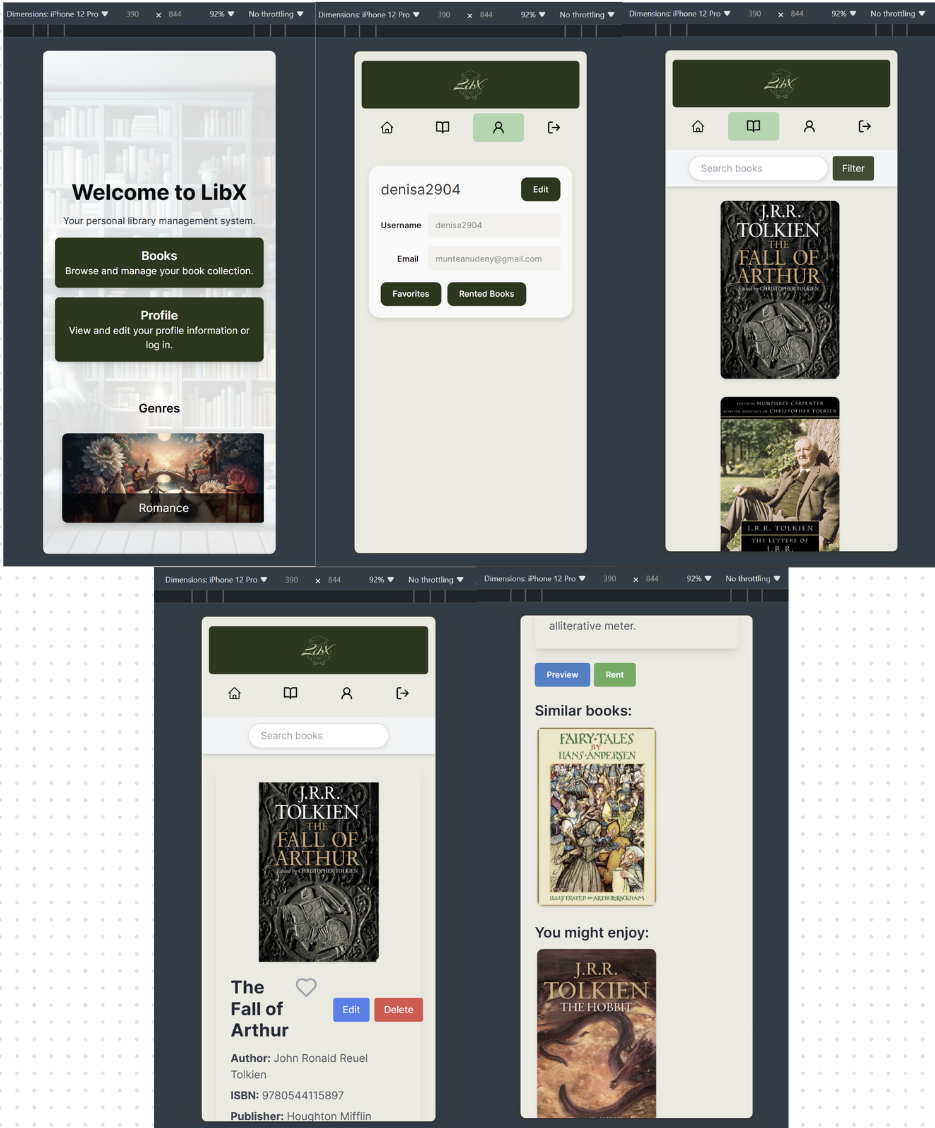 Dimensions: iPhone 12 Pro ▼ 390 × 844 92% ▼ No throttling ▼
Welcome to LibX
Your personal library management system.
Books
Browse and manage your book collection.
Profile
View and edit your profile information or
log in.
Genres
Romance
Dimensions: iPhone 12 Pro ▼ 390 × 844 92% ▼ No throttling ▼
LibX
denisa2904
Edit
Username denisa2904
Email munteanudeny@gmail.com
Favorites Rented Books
Dimensions: iPhone 12 Pro ▼ 390 × 844 92% ▼ No throttling ▼
LibX
Search books Filter
J.R.R.
TOLKIEN
THE
FALL OF
ARTHUR
Edited by CHRISTOPHER TOLKIEN
EDITED BY HUMPHREY CARPENTER
WITH THE ASSISTANCE OF CHRISTOPHER TOLKIEN
J.R.R. TOLKIEN
THE LETTERS OF
J.R.R.
Dimensions: iPhone 12 Pro ▼ 390 × 844 92% ▼ No throttling ▼
LibX
Search books
J.R.R.
TOLKIEN
THE
FALL OF
ARTHUR
Edited by CHRISTOPHER TOLKIEN
The
Fall of
Arthur
Edit Delete
Author: John Ronald Reuel
Tolkien
ISBN: 9780544115897
Publisher: Houghton Mifflin
Dimensions: iPhone 12 Pro ▼ 390 × 844 92% ▼ No throttling ▼
alliterative meter.
Preview Rent
Similar books:
FAIRY·TALES
BY
HANS·ANDERSEN
ILLUSTRATED BY ARTHUR RACKHAM
You might enjoy:
J.R.R.
TOLKIEN
THE HOBBIT